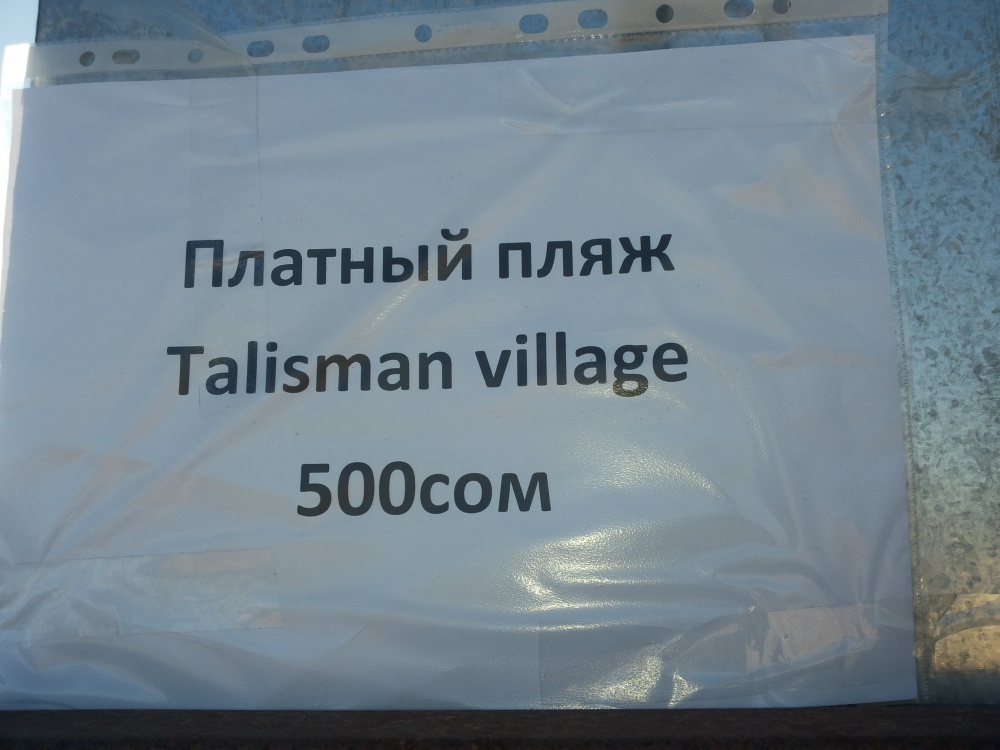 Платный пляж
Talisman village
500сом